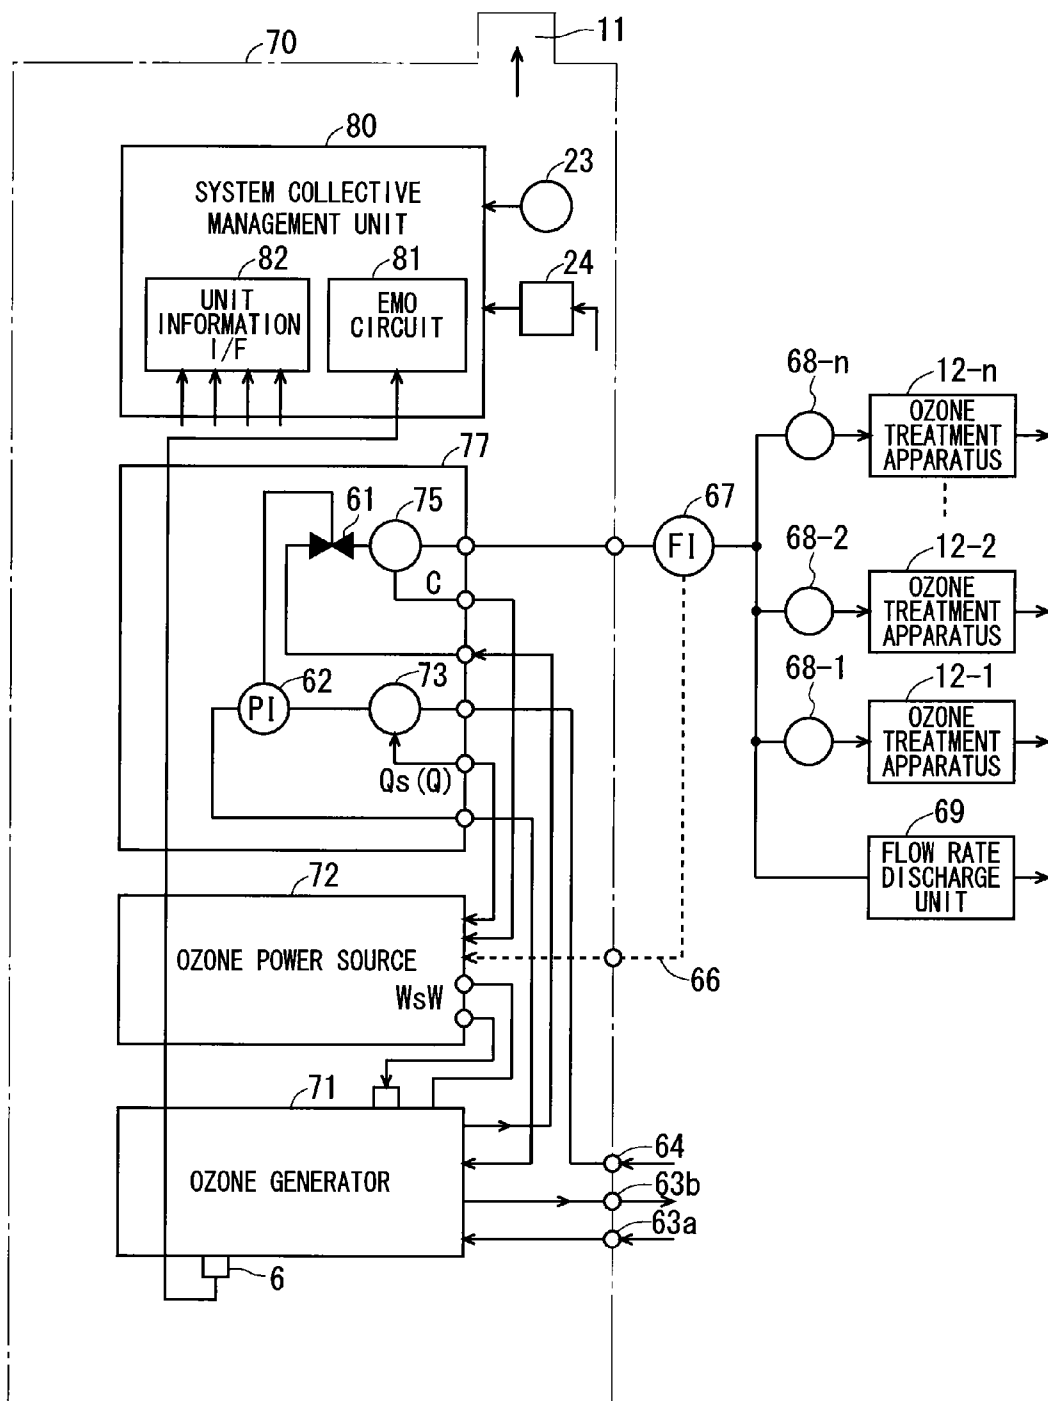 11
70
80
23
SYSTEM COLLECTIVE
MANAGEMENT UNIT
82
81
24
UNIT
INFORMATION
I/F
EMO
CIRCUIT
68-n
12-n
OZONE
TREATMENT
APPARATUS
77
61
75
67
FI
68-2
12-2
OZONE
TREATMENT
APPARATUS
C
62
73
PI
68-1
12-1
OZONE
TREATMENT
APPARATUS
Qs(Q)
69
FLOW RATE
DISCHARGE
UNIT
72
OZONE POWER SOURCE
66
WsW
71
64
OZONE GENERATOR
63b
63a
6